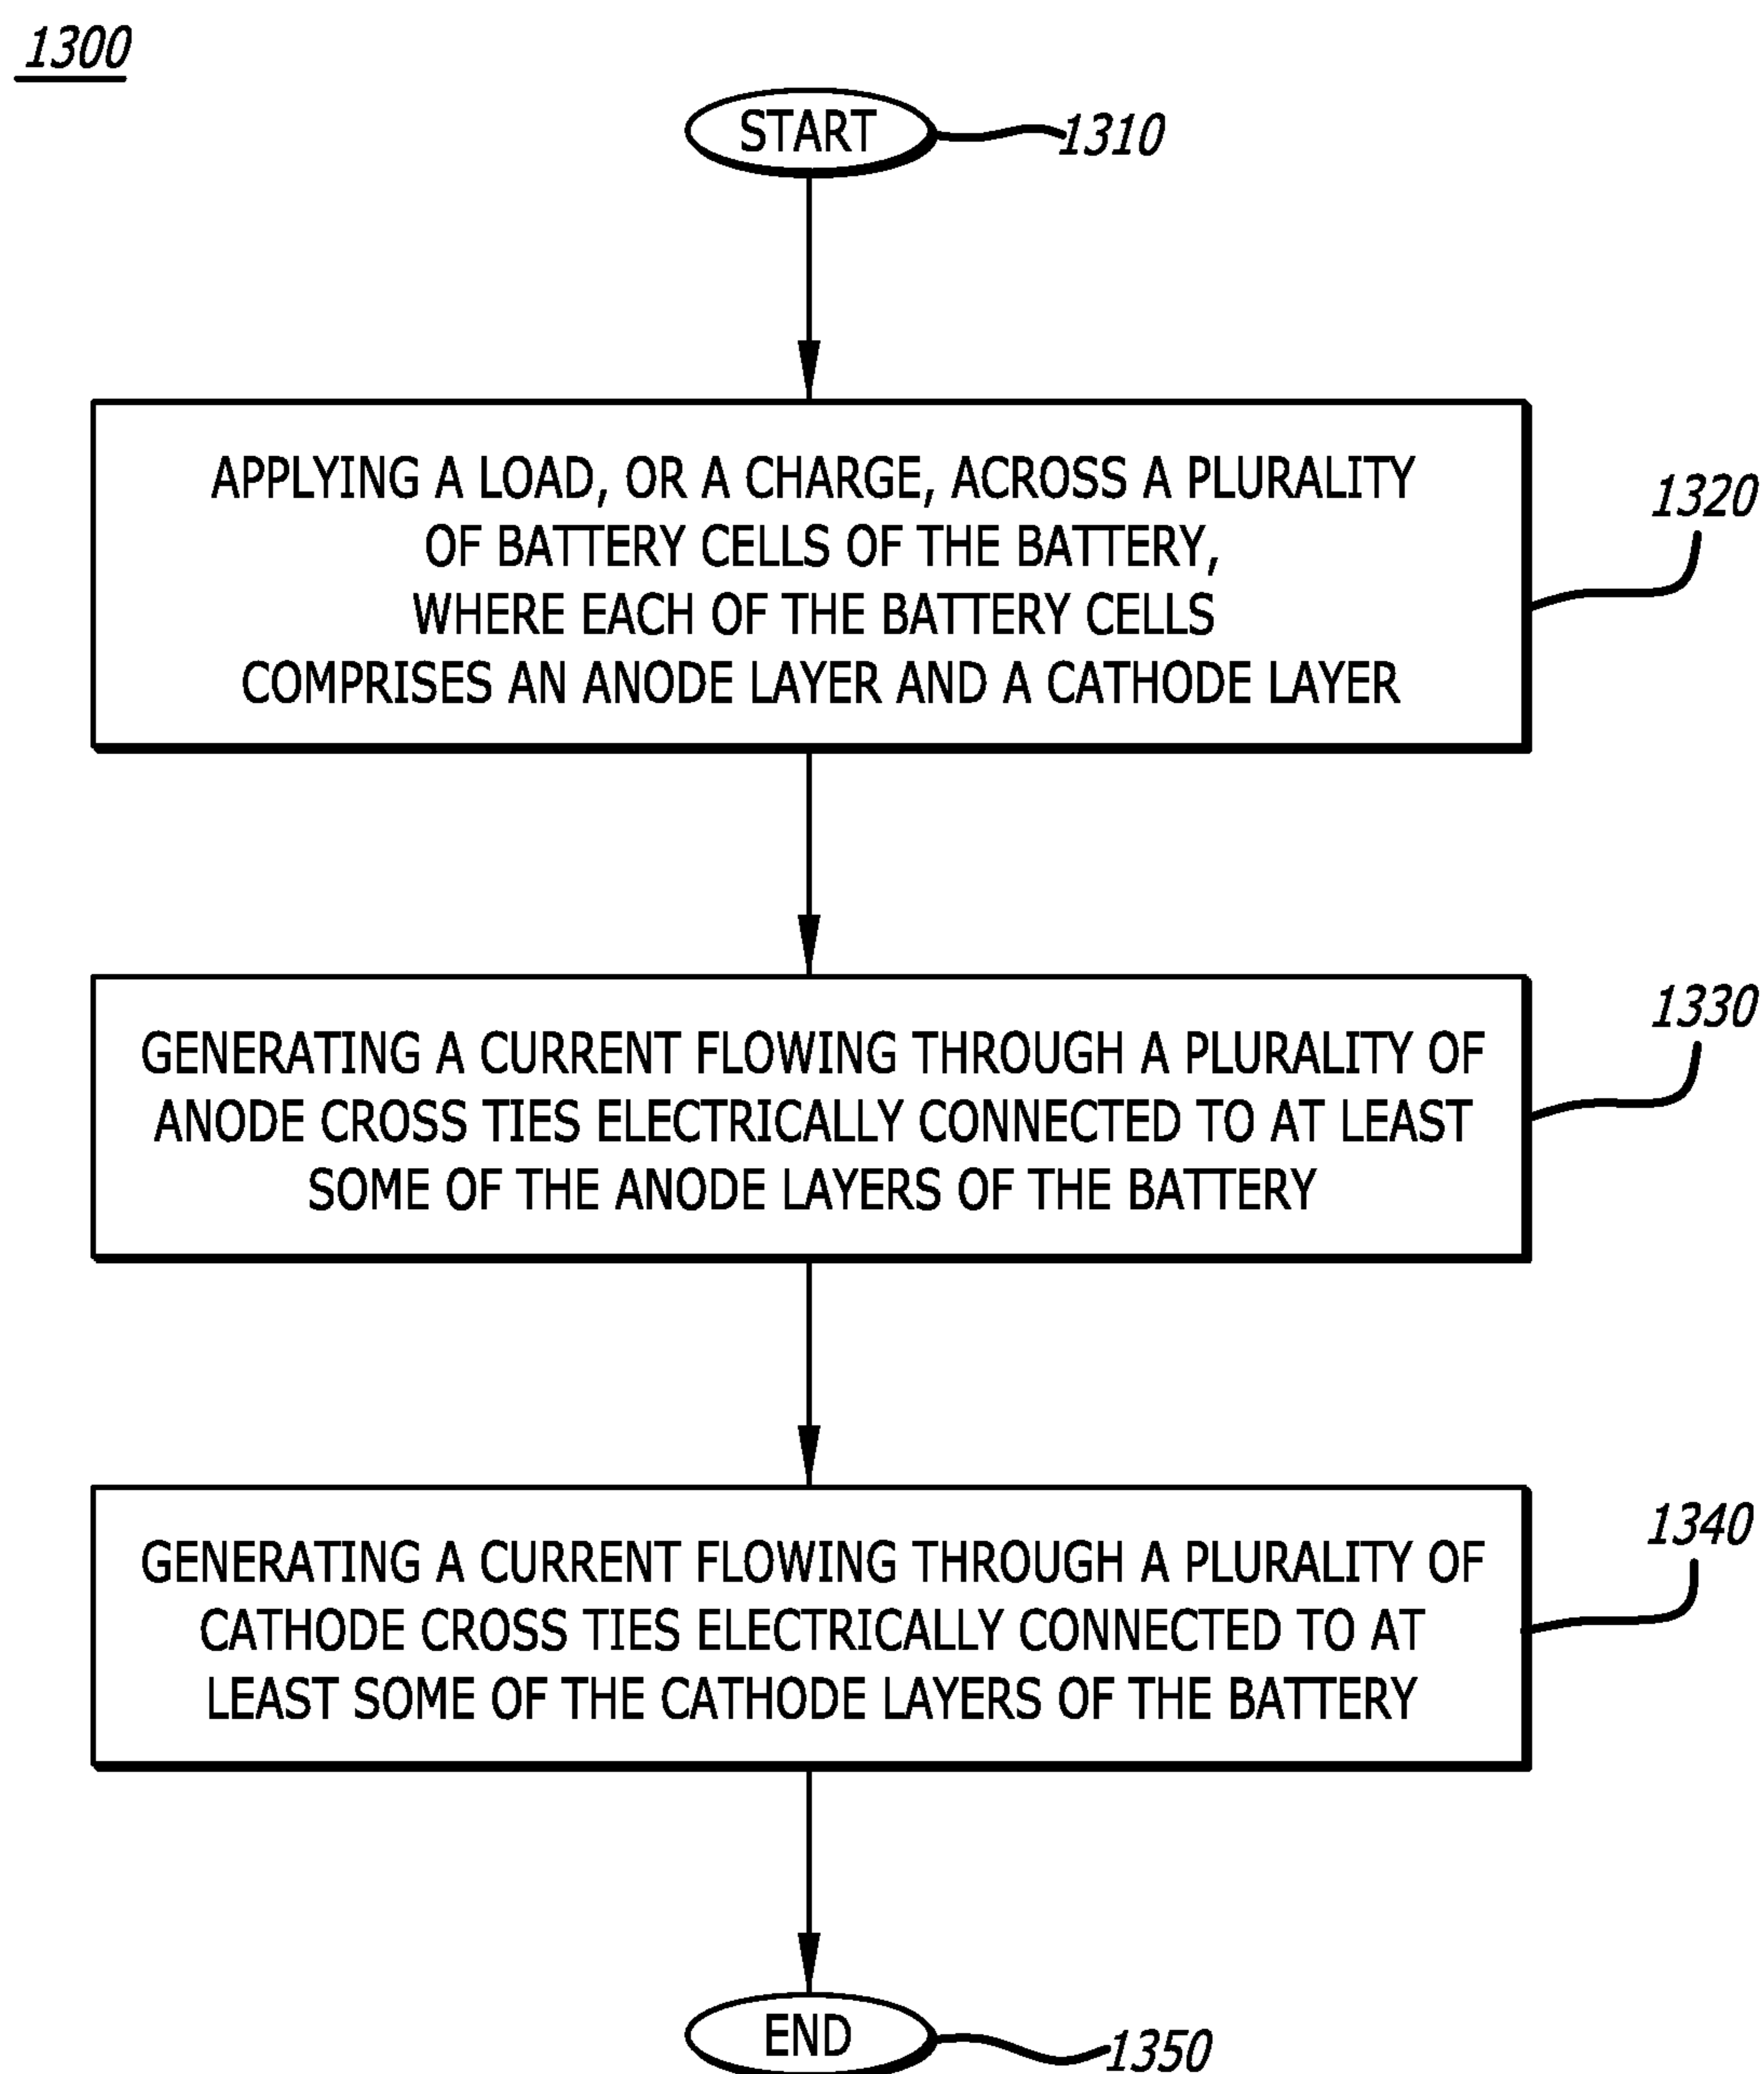 1300
START
1310
APPLYING A LOAD, OR A CHARGE, ACROSS A PLURALITY
OF BATTERY CELLS OF THE BATTERY,
WHERE EACH OF THE BATTERY CELLS
COMPRISES AN ANODE LAYER AND A CATHODE LAYER
1320
GENERATING A CURRENT FLOWING THROUGH A PLURALITY OF
ANODE CROSS TIES ELECTRICALLY CONNECTED TO AT LEAST
SOME OF THE ANODE LAYERS OF THE BATTERY
1330
GENERATING A CURRENT FLOWING THROUGH A PLURALITY OF
CATHODE CROSS TIES ELECTRICALLY CONNECTED TO AT
LEAST SOME OF THE CATHODE LAYERS OF THE BATTERY
1340
END
1350